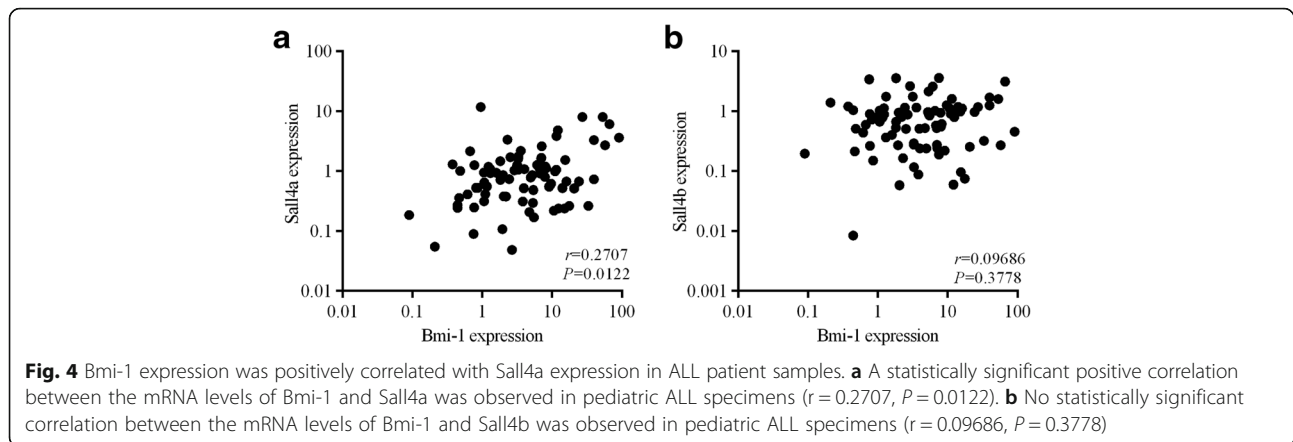 a
b
100
10
1
0.1
0.01
Sall4a expression
0.01 0.1 1 10 100
Bmi-1 expression
r=0.2707
P=0.0122
10
1
0.1
0.01
0.001
Sall4b expression
0.01 0.1 1 10 100
Bmi-1 expression
r=0.09686
P=0.3778
Fig. 4 Bmi-1 expression was positively correlated with Sall4a expression in ALL patient samples. a A statistically significant positive correlation
between the mRNA levels of Bmi-1 and Sall4a was observed in pediatric ALL specimens (r = 0.2707, P = 0.0122). b No statistically significant
correlation between the mRNA levels of Bmi-1 and Sall4b was observed in pediatric ALL specimens (r = 0.09686, P = 0.3778)